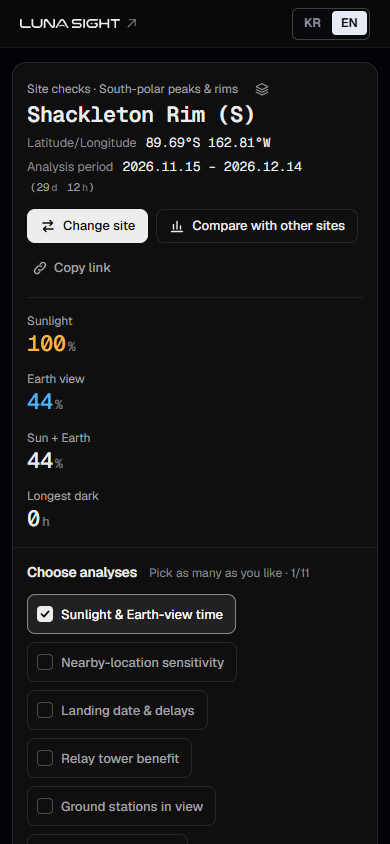 LUNA SIGHT ↗
KR EN
Site checks · South-polar peaks & rims
Shackleton Rim (S)
Latitude/Longitude 89.69°S 162.81°W
Analysis period 2026.11.15 – 2026.12.14
(29d 12h)
Change site
Compare with other sites
Copy link
Sunlight
100%
Earth view
44%
Sun + Earth
44%
Longest dark
0h
Choose analyses Pick as many as you like · 1/11
Sunlight & Earth-view time
Nearby-location sensitivity
Landing date & delays
Relay tower benefit
Ground stations in view